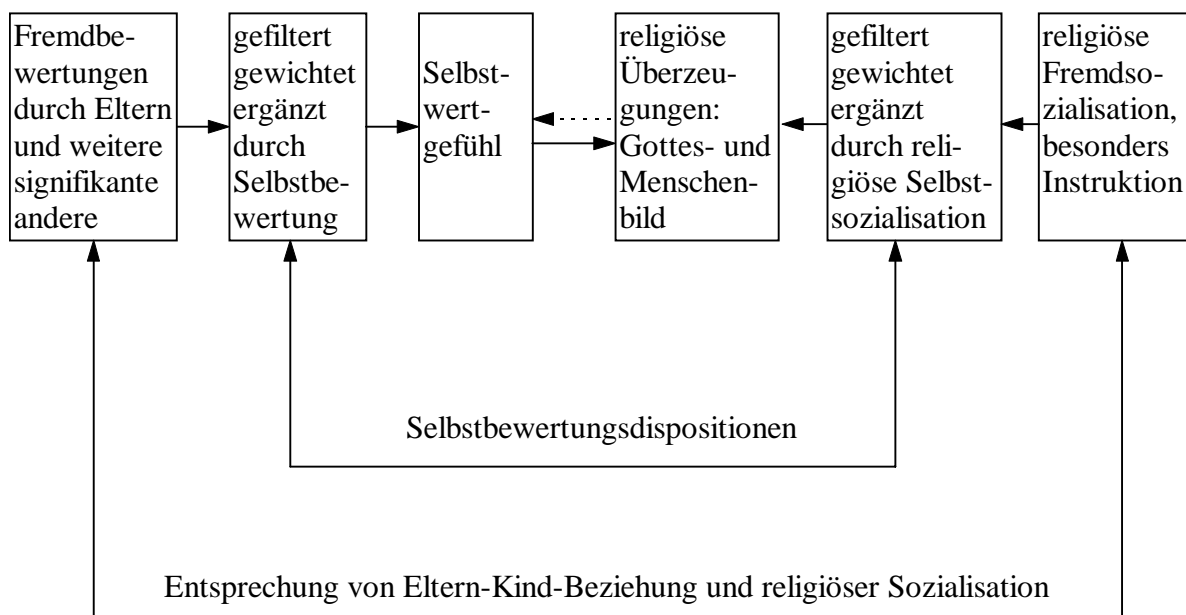 Fremdbe-
wertungen
durch Eltern
und weitere
signifikante
andere
gefiltert
gewichtet
ergänzt
durch
Selbstbe-
wertung
Selbst-
wert-
gefühl
religiöse
Überzeu-
gungen:
Gottes- und
Menschen-
bild
gefiltert
gewichtet
ergänzt
durch reli-
giöse Selbst-
sozialisation
religiöse
Fremdso-
zialisation,
besonders
Instruktion
Selbstbewertungsdispositionen
Entsprechung von Eltern-Kind-Beziehung und religiöser Sozialisation